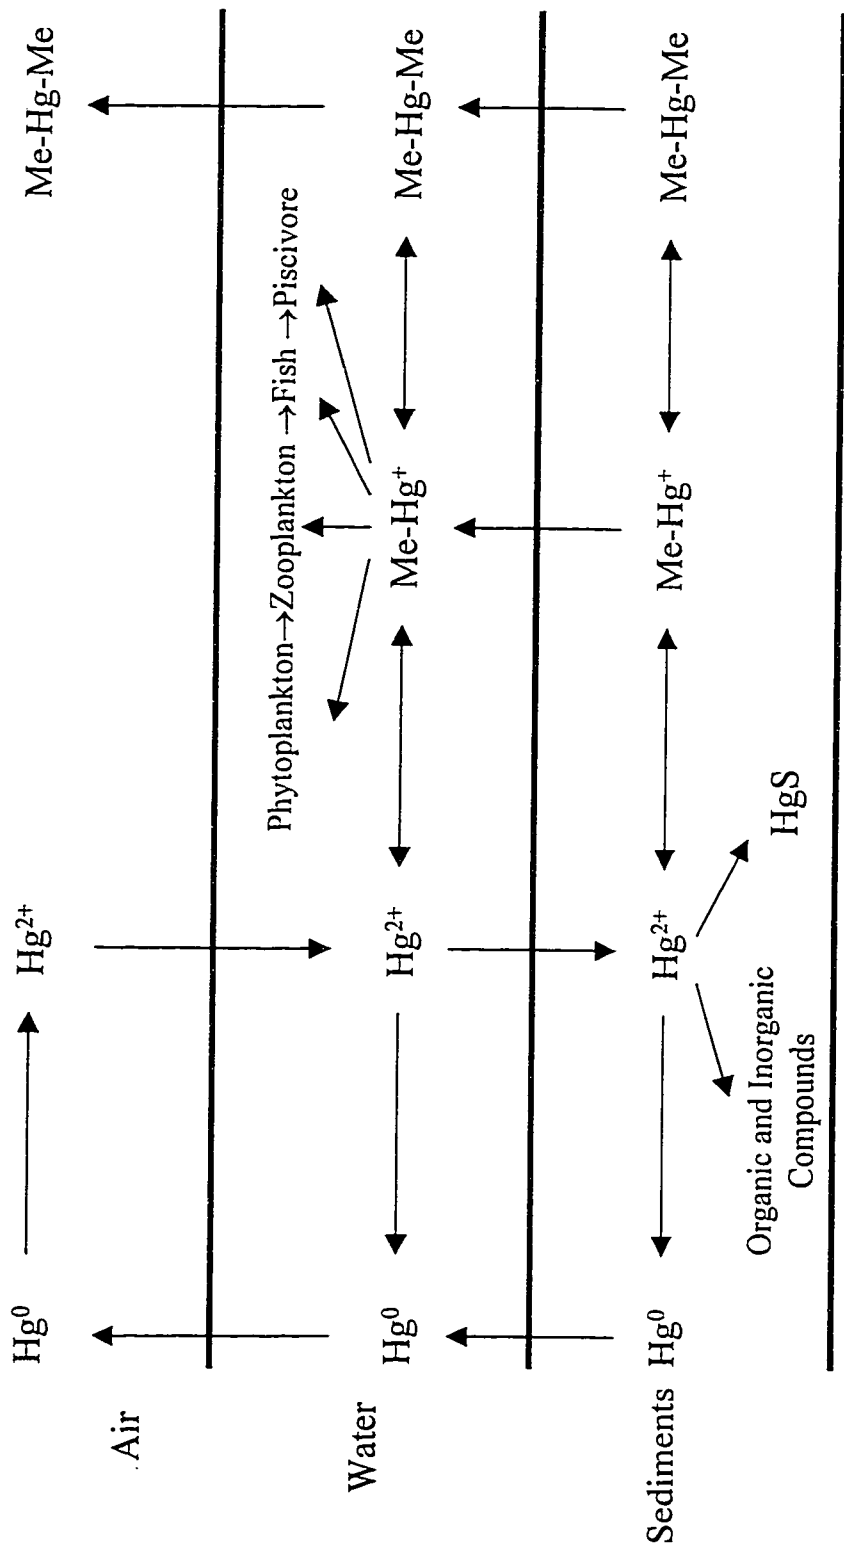 Hg⁰ Hg²⁺ Me-Hg-Me
Air
Phytoplankton→Zooplankton→Fish→Piscivore
Water
Hg⁰ Hg²⁺ Me-Hg⁺ Me-Hg-Me
Sediments Hg⁰ Hg²⁺ Me-Hg⁺ Me-Hg-Me
HgS
Organic and Inorganic
Compounds